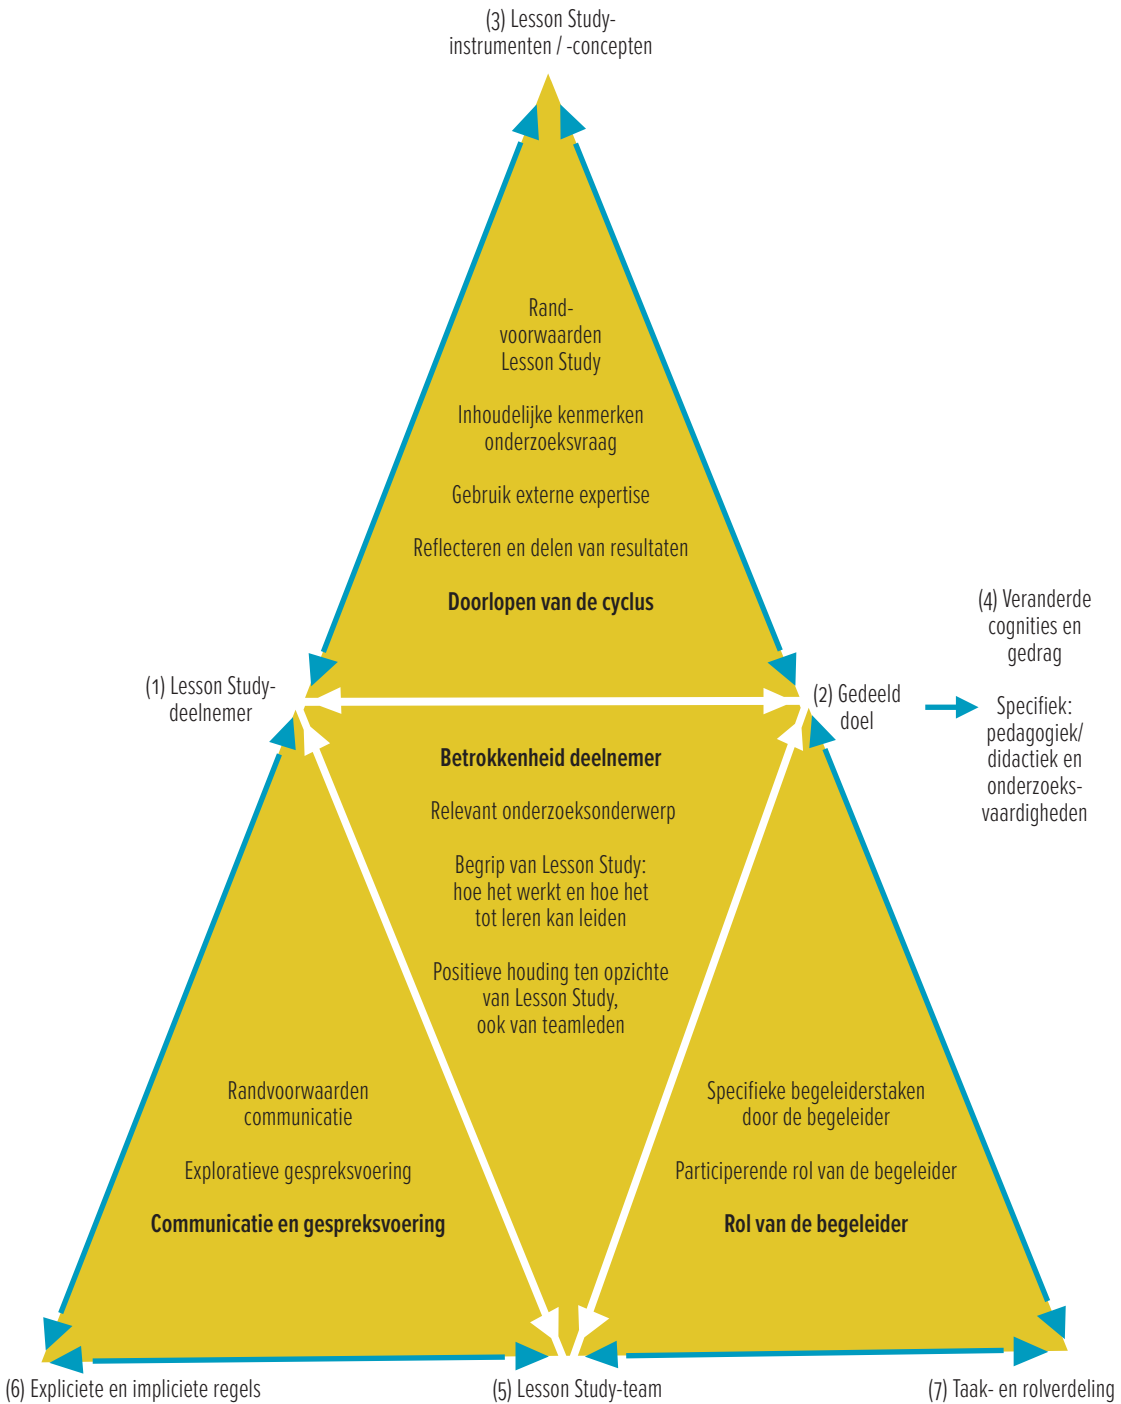 (3) Lesson Study-
instrumenten / -concepten
Rand-
voorwaarden
Lesson Study
Inhoudelijke kenmerken
onderzoeksvraag
Gebruik externe expertise
Reflecteren en delen van resultaten
Doorlopen van de cyclus
(1) Lesson Study-
deelnemer
(2) Gedeeld
doel
(4) Veranderde
cognities en
gedrag
Specifiek:
pedagogiek/
didactiek en
onderzoeks-
vaardigheden
Betrokkenheid deelnemer
Relevant onderzoeksonderwerp
Begrip van Lesson Study:
hoe het werkt en hoe het
tot leren kan leiden
Positieve houding ten opzichte
van Lesson Study,
ook van teamleden
Randvoorwaarden
communicatie
Exploratieve gespreksvoering
Communicatie en gespreksvoering
Specifieke begeleiderstaken
door de begeleider
Participerende rol van de begeleider
Rol van de begeleider
(6) Expliciete en impliciete regels
(5) Lesson Study-team
(7) Taak- en rolverdeling